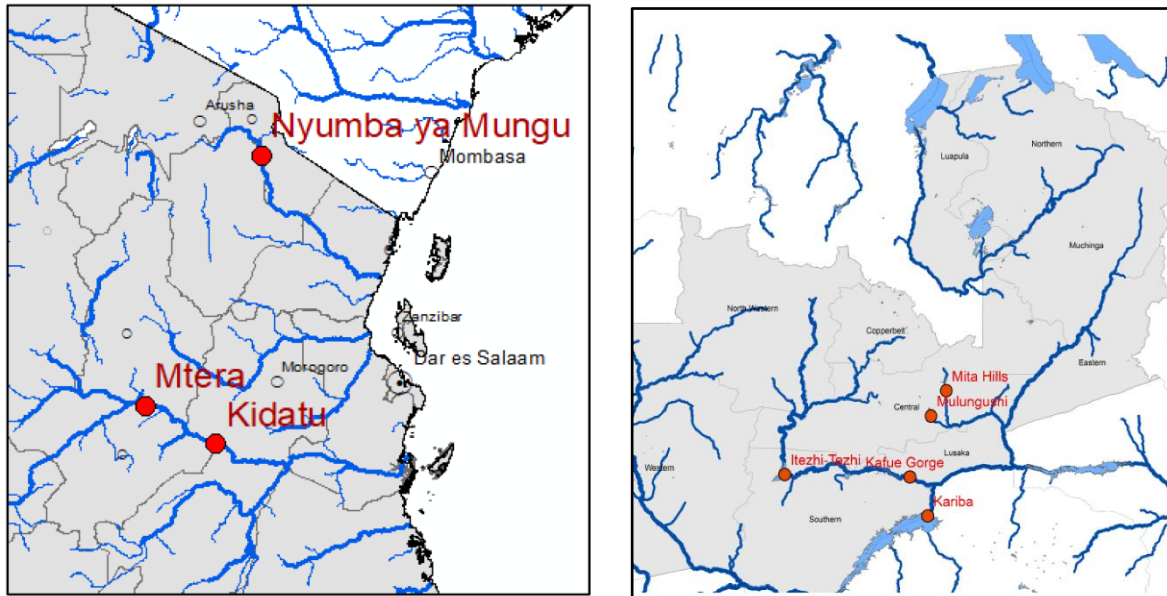 Arusha
Nyumba ya Mungu
Mombasa
Zanzibar
Dar es Salaam
Morogoro
Mtera
Kidatu
Luapula
Northern
Muchinga
North Western
Copperbelt
Eastern
Mita Hills
Central
Mulungushi
Lusaka
Itezhi-Tezhi
Kafue Gorge
Western
Kariba
Southern